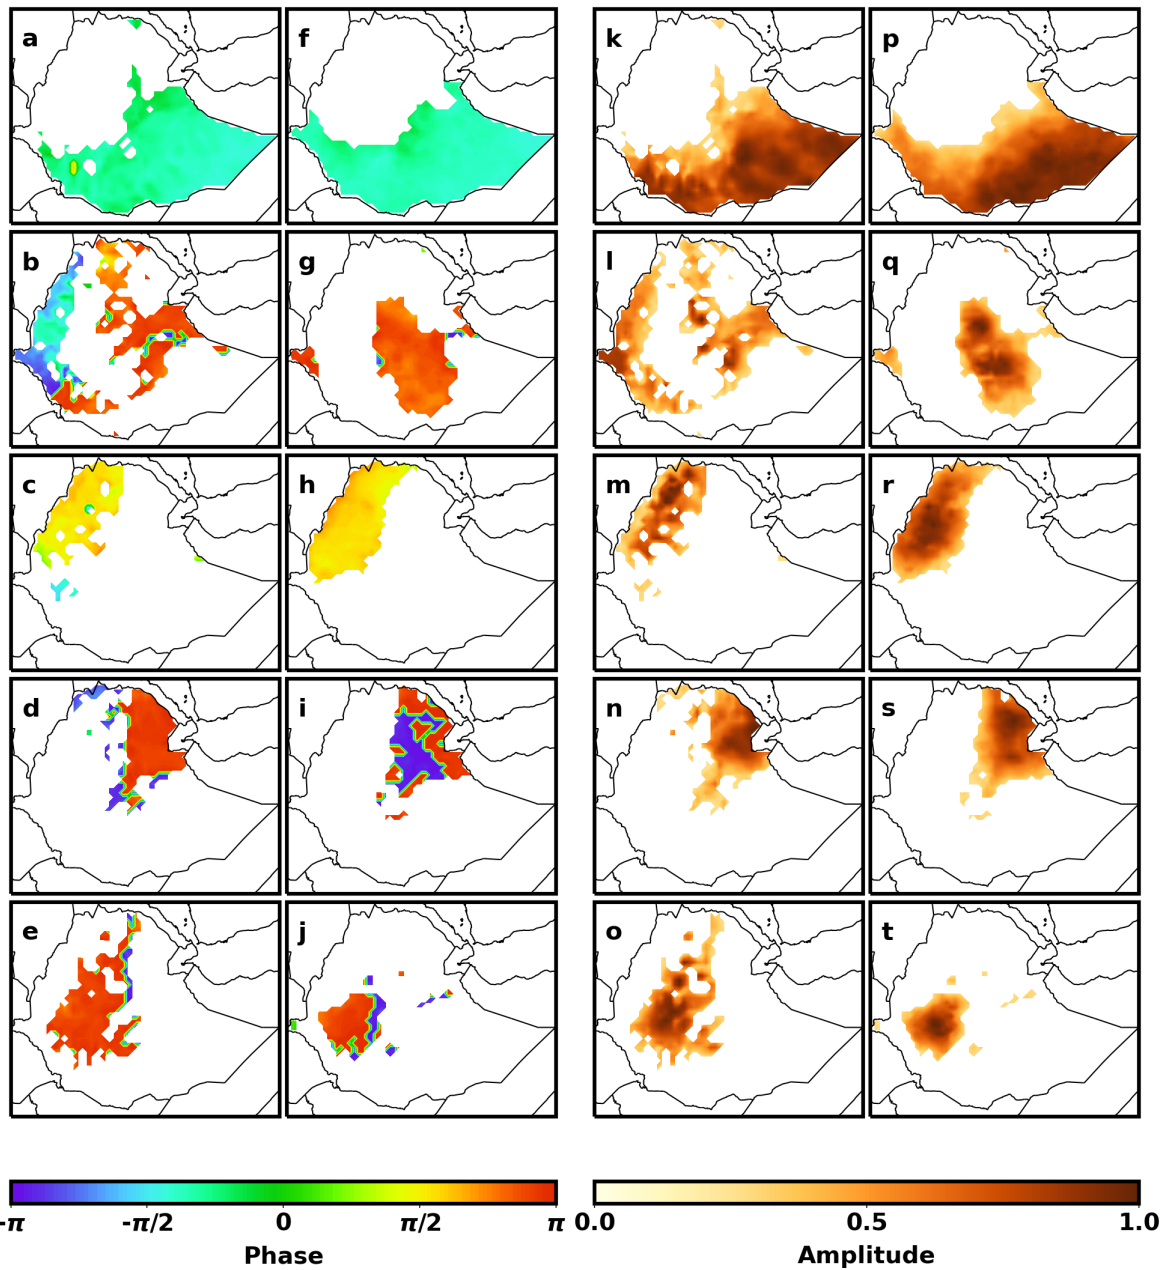 a f k p
b g l q
c h m r
d i n s
e j o t
-π -π/2 0 π/2 π 0.0 0.5 1.0
Phase Amplitude